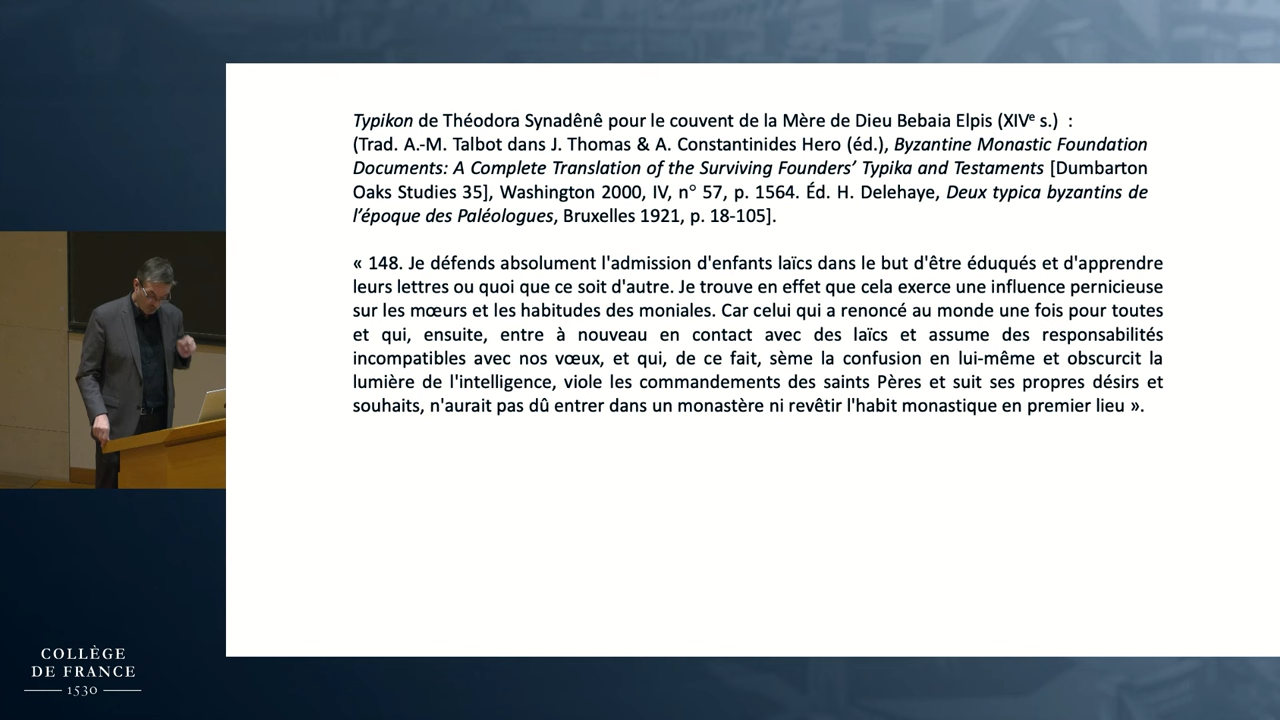 Typikon de Théodora Synadênê pour le couvent de la Mère de Dieu Bebaia Elpis (XIVe s.) :
(Trad. A.-M. Talbot dans J. Thomas & A. Constantinides Hero (éd.), Byzantine Monastic Foundation
Documents: A Complete Translation of the Surviving Founders’ Typika and Testaments [Dumbarton
Oaks Studies 35], Washington 2000, IV, n° 57, p. 1564. Éd. H. Delehaye, Deux typica byzantins de
l’époque des Paléologues, Bruxelles 1921, p. 18-105].
« 148. Je défends absolument l'admission d'enfants laïcs dans le but d'être éduqués et d'apprendre
leurs lettres ou quoi que ce soit d'autre. Je trouve en effet que cela exerce une influence pernicieuse
sur les mœurs et les habitudes des moniales. Car celui qui a renoncé au monde une fois pour toutes
et qui, ensuite, entre à nouveau en contact avec des laïcs et assume des responsabilités
incompatibles avec nos vœux, et qui, de ce fait, sème la confusion en lui-même et obscurcit la
lumière de l'intelligence, viole les commandements des saints Pères et suit ses propres désirs et
souhaits, n'aurait pas dû entrer dans un monastère ni revêtir l'habit monastique en premier lieu ».
COLLÈGE
DE FRANCE
1530